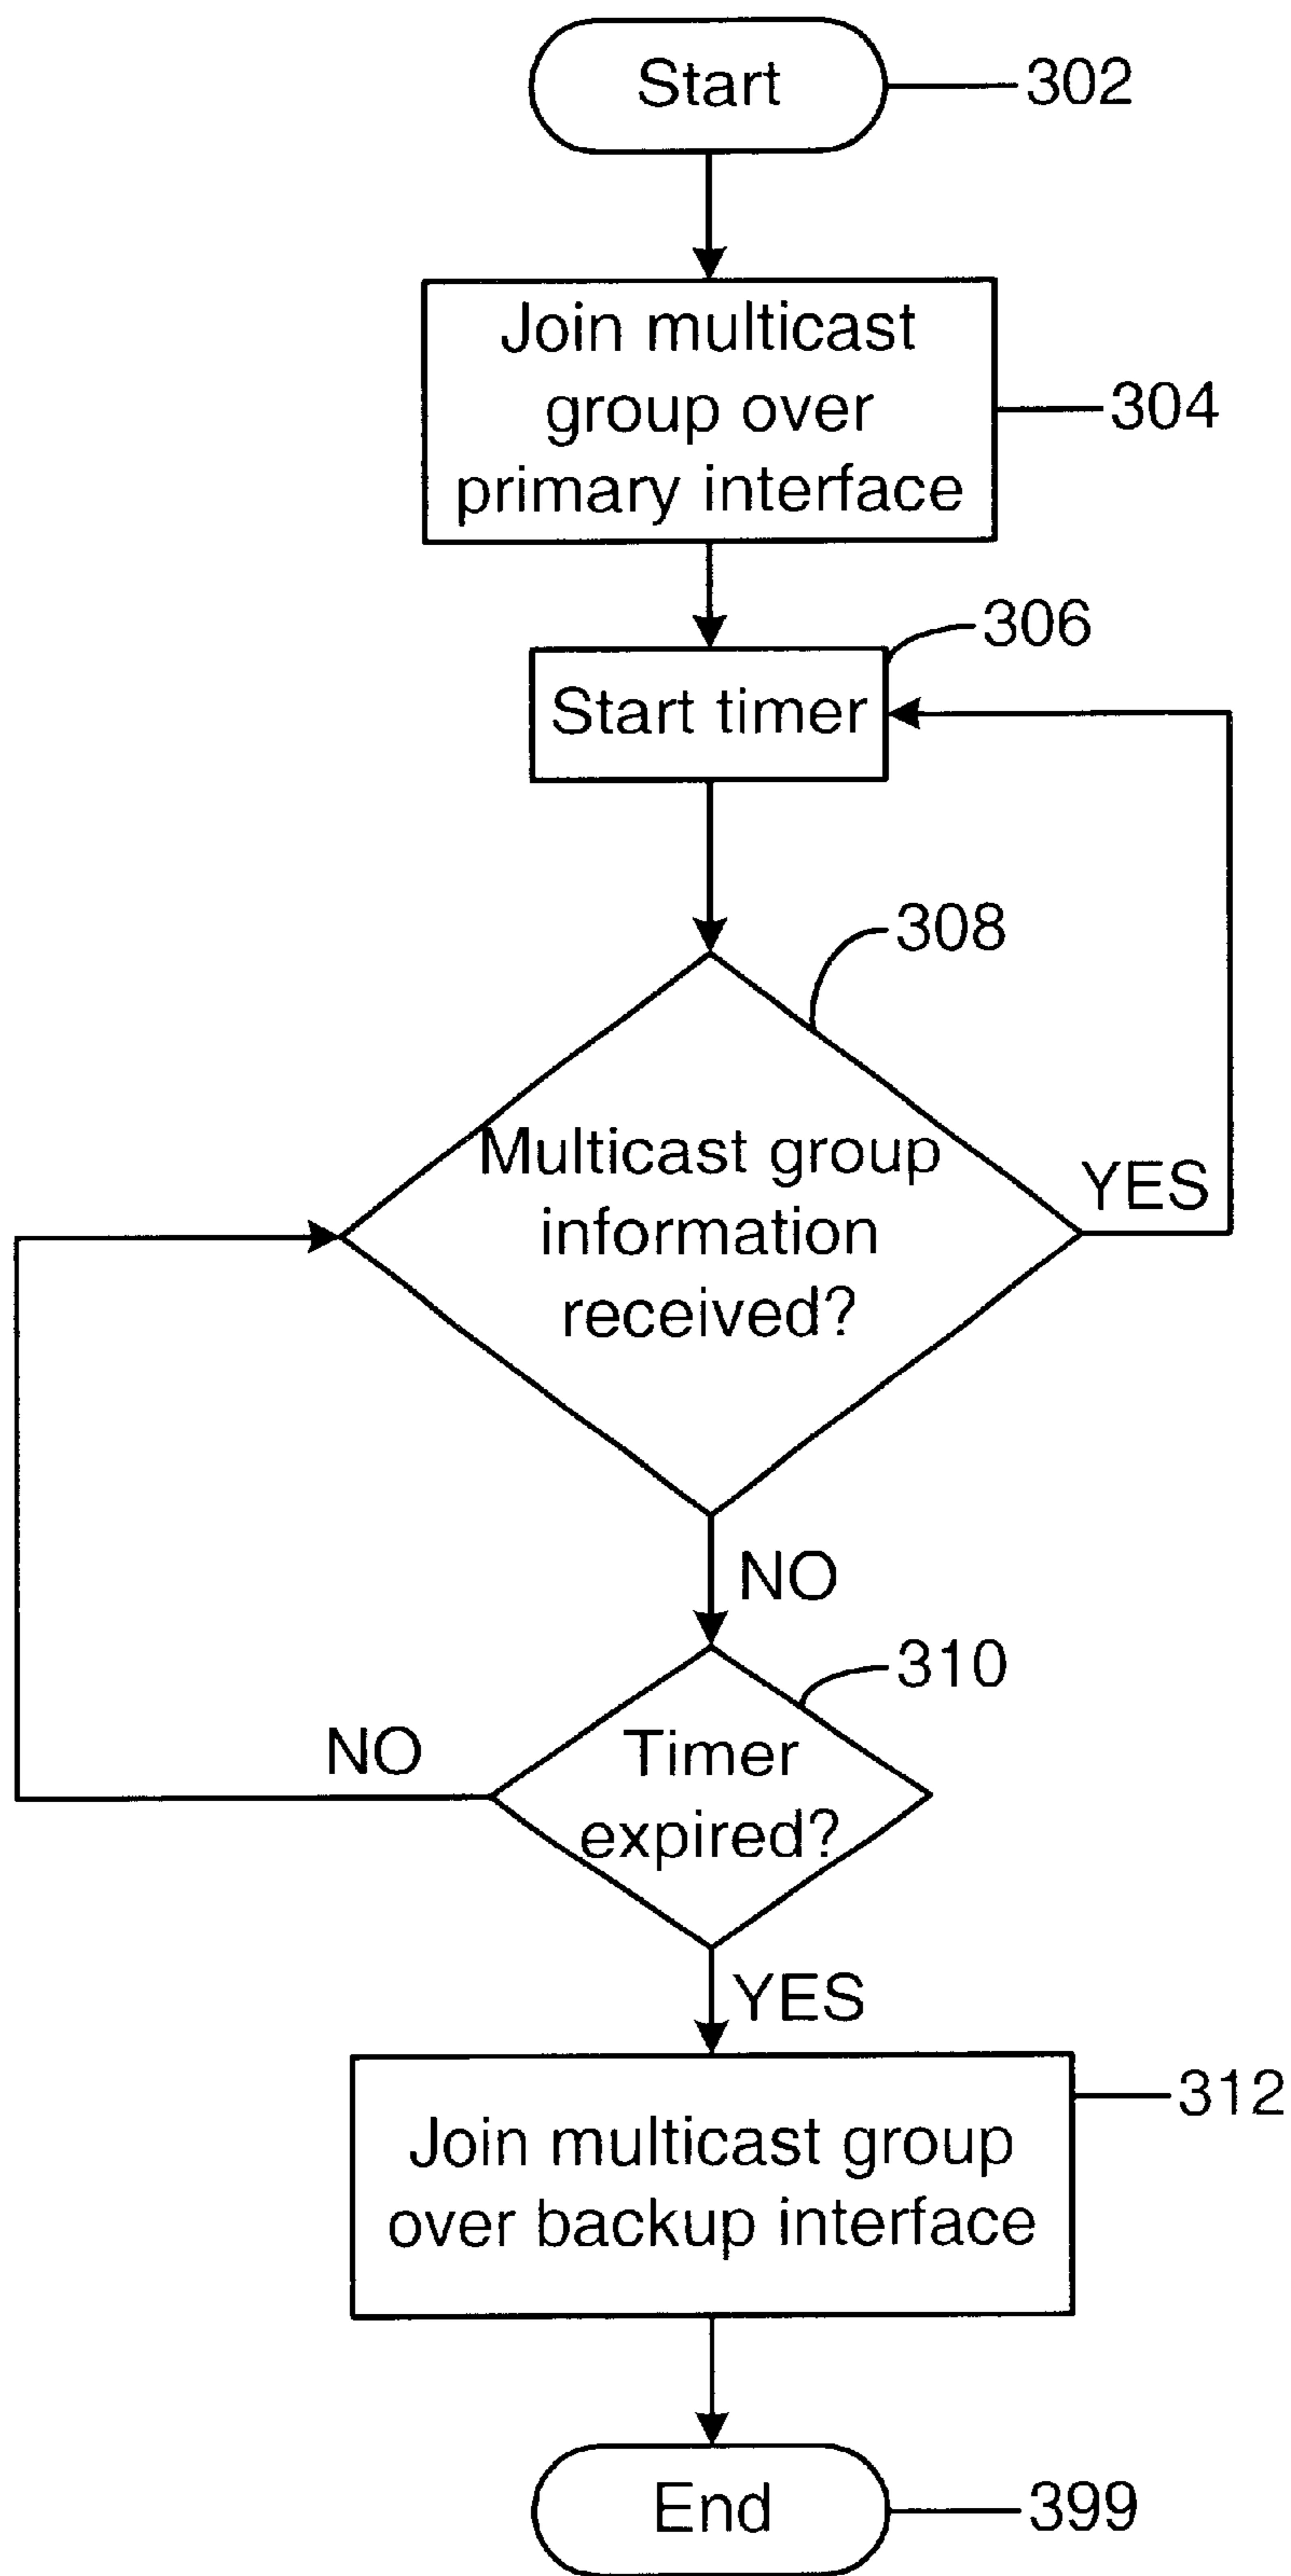 Start
302
Join multicast
group over
primary interface
304
306
Start timer
308
Multicast group
information
received?
YES
NO
310
NO
Timer
expired?
YES
312
Join multicast group
over backup interface
End
399